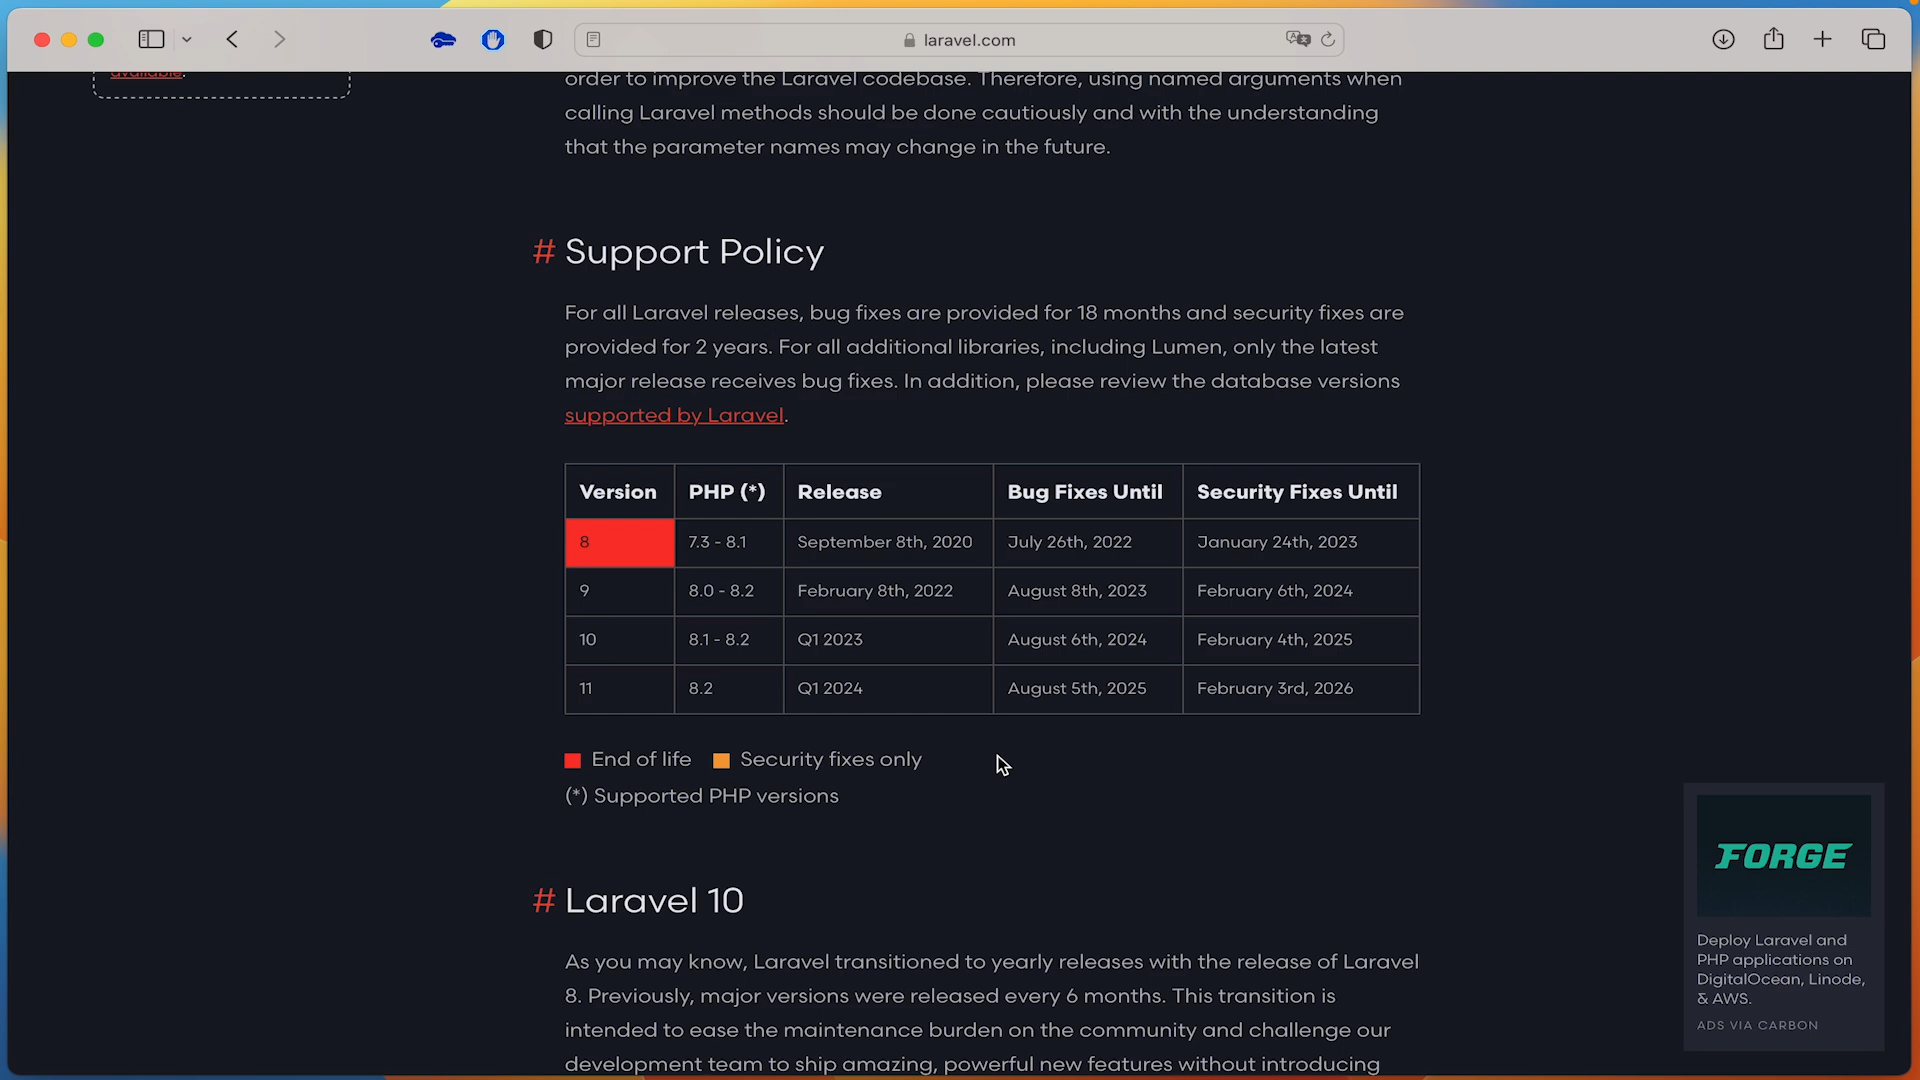 laravel.com
available.
order to improve the Laravel codebase. Therefore, using named arguments when
calling Laravel methods should be done cautiously and with the understanding
that the parameter names may change in the future.
# Support Policy
For all Laravel releases, bug fixes are provided for 18 months and security fixes are
provided for 2 years. For all additional libraries, including Lumen, only the latest
major release receives bug fixes. In addition, please review the database versions
supported by Laravel.
Version PHP (*) Release Bug Fixes Until Security Fixes Until
8 7.3 - 8.1 September 8th, 2020 July 26th, 2022 January 24th, 2023
9 8.0 - 8.2 February 8th, 2022 August 8th, 2023 February 6th, 2024
10 8.1 - 8.2 Q1 2023 August 6th, 2024 February 4th, 2025
11 8.2 Q1 2024 August 5th, 2025 February 3rd, 2026
End of life Security fixes only
(*) Supported PHP versions
# Laravel 10
As you may know, Laravel transitioned to yearly releases with the release of Laravel
8. Previously, major versions were released every 6 months. This transition is
intended to ease the maintenance burden on the community and challenge our
development team to ship amazing, powerful new features without introducing
FORGE
Deploy Laravel and
PHP applications on
DigitalOcean, Linode,
& AWS.
ADS VIA CARBON